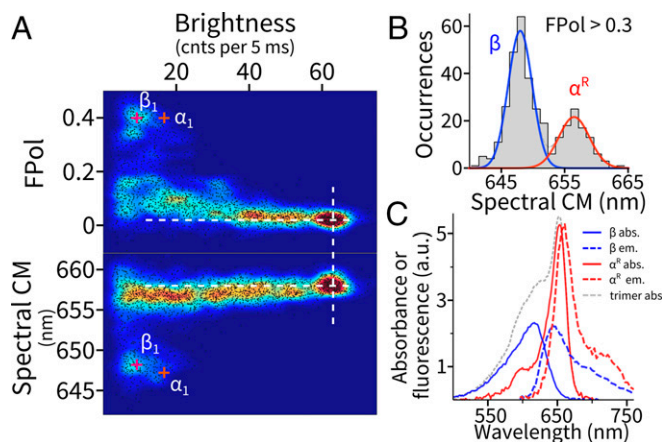 A
Brightness
(cnts per 5 ms)
20 40 60
FPol
0.4
0.2
0
β1
α1
Spectral CM
(nm)
660
655
650
645
β1
α1
B
FPol > 0.3
Occurrences
60
40
20
0
β
αR
645 655 665
Spectral CM (nm)
C
Absorbance or
fluorescence (a.u.)
5
3
1
β abs.
β em.
αR abs.
αR em.
trimer abs
550 650 750
Wavelength (nm)